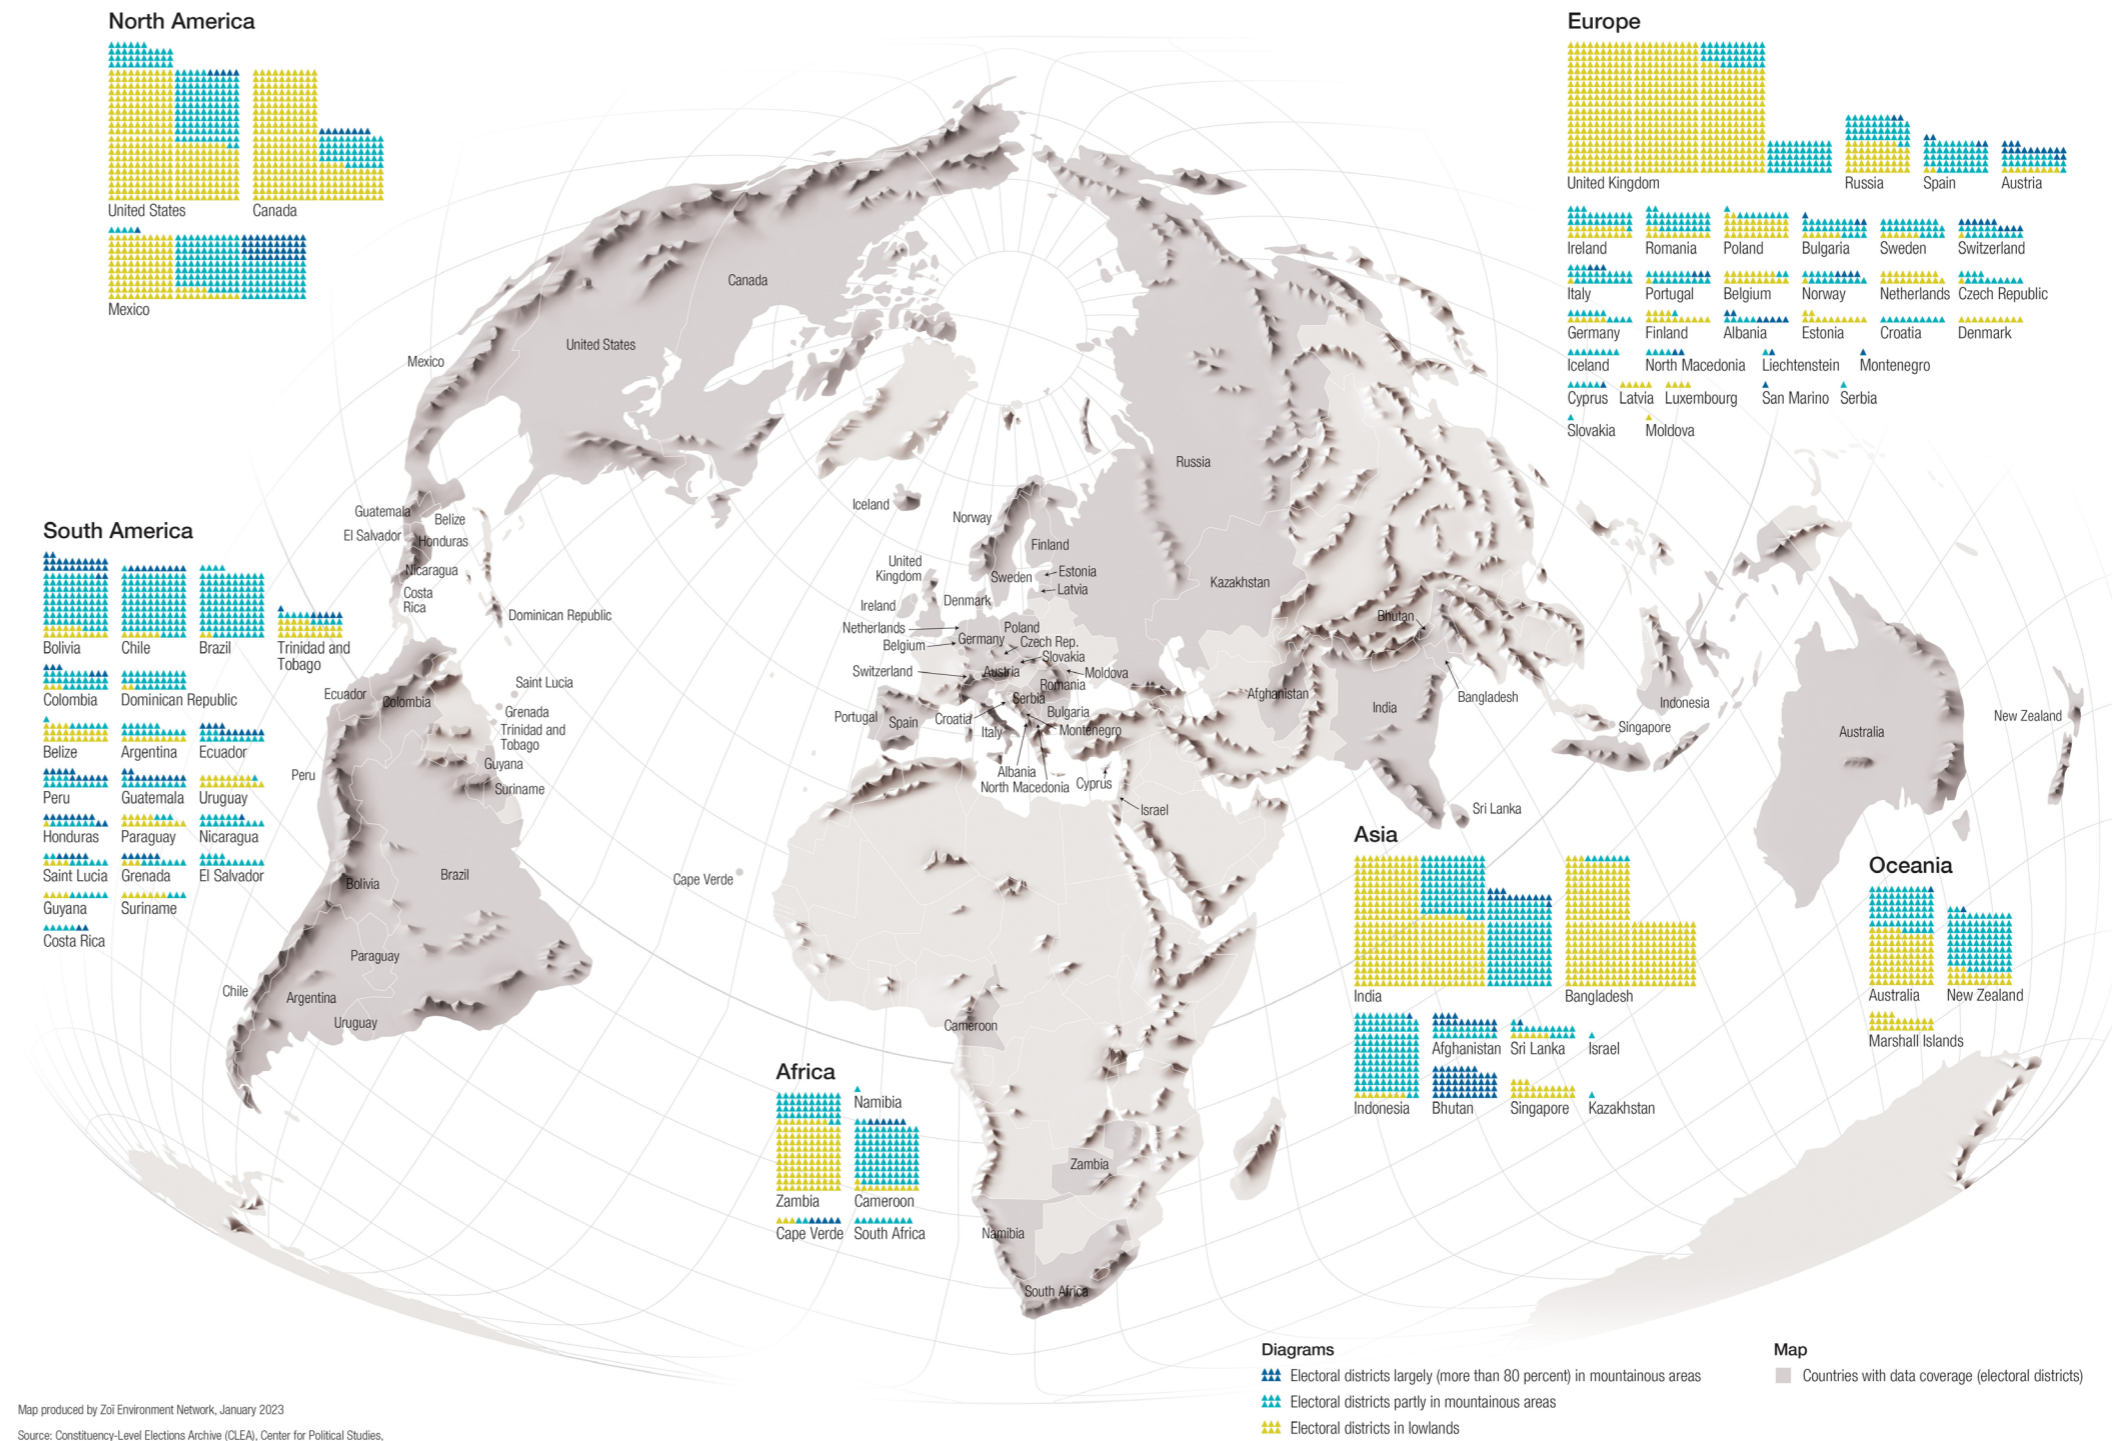 North America
United States
Canada
Mexico
Europe
United Kingdom
Russia
Spain
Austria
Ireland
Romania
Poland
Bulgaria
Sweden
Switzerland
Italy
Portugal
Belgium
Norway
Netherlands
Czech Republic
Germany
Finland
Albania
Estonia
Croatia
Denmark
Iceland
North Macedonia
Liechtenstein
Montenegro
Cyprus
Latvia
Luxembourg
San Marino
Serbia
Slovakia
Moldova
South America
Bolivia
Chile
Brazil
Trinidad and
Tobago
Colombia
Dominican Republic
Belize
Argentina
Ecuador
Peru
Guatemala
Uruguay
Honduras
Paraguay
Nicaragua
Saint Lucia
Grenada
El Salvador
Guyana
Suriname
Costa Rica
Canada
United States
Mexico
Guatemala
Belize
El Salvador
Honduras
Nicaragua
Costa
Rica
Dominican Republic
Saint Lucia
Grenada
Trinidad and
Tobago
Guyana
Suriname
Ecuador
Colombia
Peru
Bolivia
Brazil
Paraguay
Chile
Argentina
Uruguay
Russia
Iceland
Norway
Finland
United
Kingdom
Sweden
Estonia
Latvia
Ireland
Denmark
Netherlands
Poland
Belgium
Germany
Czech Rep.
Slovakia
Switzerland
Austria
Moldova
Romania
Serbia
Portugal
Spain
Croatia
Bulgaria
Italy
Montenegro
Albania
North Macedonia
Cyprus
Israel
Kazakhstan
Bhutan
Afghanistan
India
Bangladesh
Sri Lanka
Singapore
Indonesia
Australia
New Zealand
Cape Verde
Cameroon
Zambia
Namibia
South Africa
Africa
Namibia
Zambia
Cameroon
Cape Verde
South Africa
Asia
India
Bangladesh
Afghanistan
Sri Lanka
Israel
Indonesia
Bhutan
Singapore
Kazakhstan
Oceania
Australia
New Zealand
Marshall Islands
Diagrams
Electoral districts largely (more than 80 percent) in mountainous areas
Electoral districts partly in mountainous areas
Electoral districts in lowlands
Map
Countries with data coverage (electoral districts)
Map produced by Zoï Environment Network, January 2023
Source: Constituency-Level Elections Archive (CLEA), Center for Political Studies,